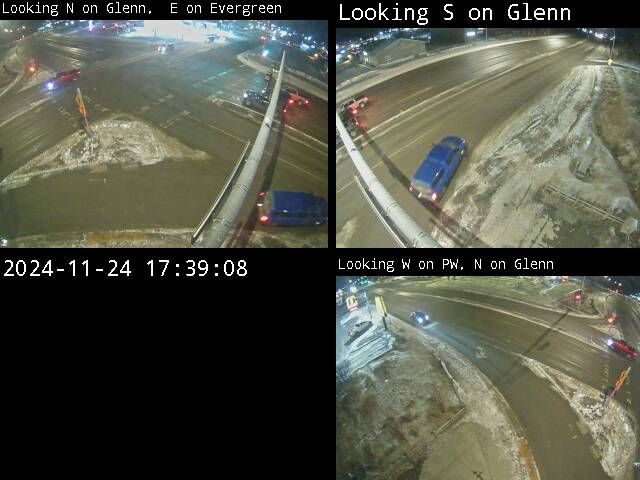 Looking N on Glenn,  E on Evergreen
Looking S on Glenn
2024-11-24 17:39:08
Looking W on PW, N on Glenn